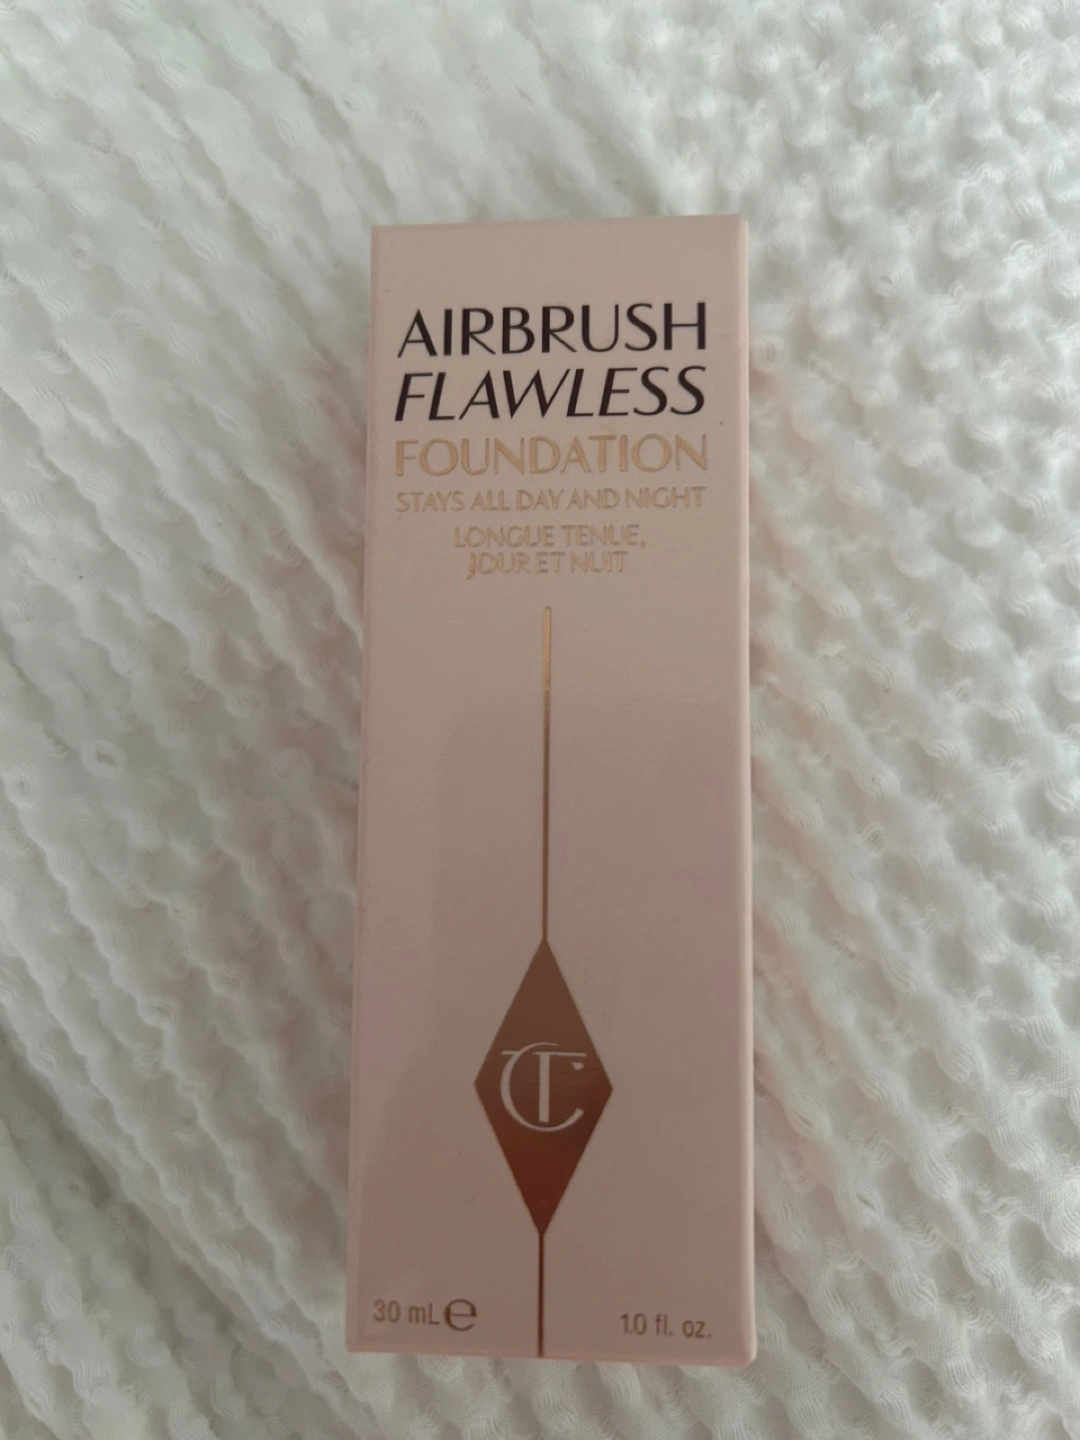 AIRBRUSH
FLAWLESS
FOUNDATION
STAYS ALL DAY AND NIGHT
LONGUE TENUE,
JOUR ET NUIT
CT
30 mL ℮
1.0 fl. oz.